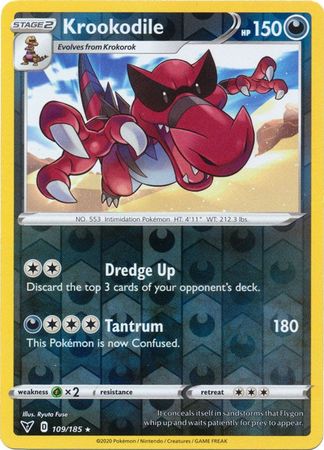 STAGE 2
Krookodile
HP 150
Evolves from Krokorok
NO. 553 Intimidation Pokémon HT: 4'11" WT: 212.3 lbs.
Dredge Up
Discard the top 3 cards of your opponent's deck.
Tantrum 180
This Pokémon is now Confused.
weakness ×2 resistance retreat
Illus. Ryuta Fuse
109/185 ★
It conceals itself in sandstorms that Flygon
whip up and waits patiently for prey to appear.
©2020 Pokémon / Nintendo / Creatures / GAME FREAK